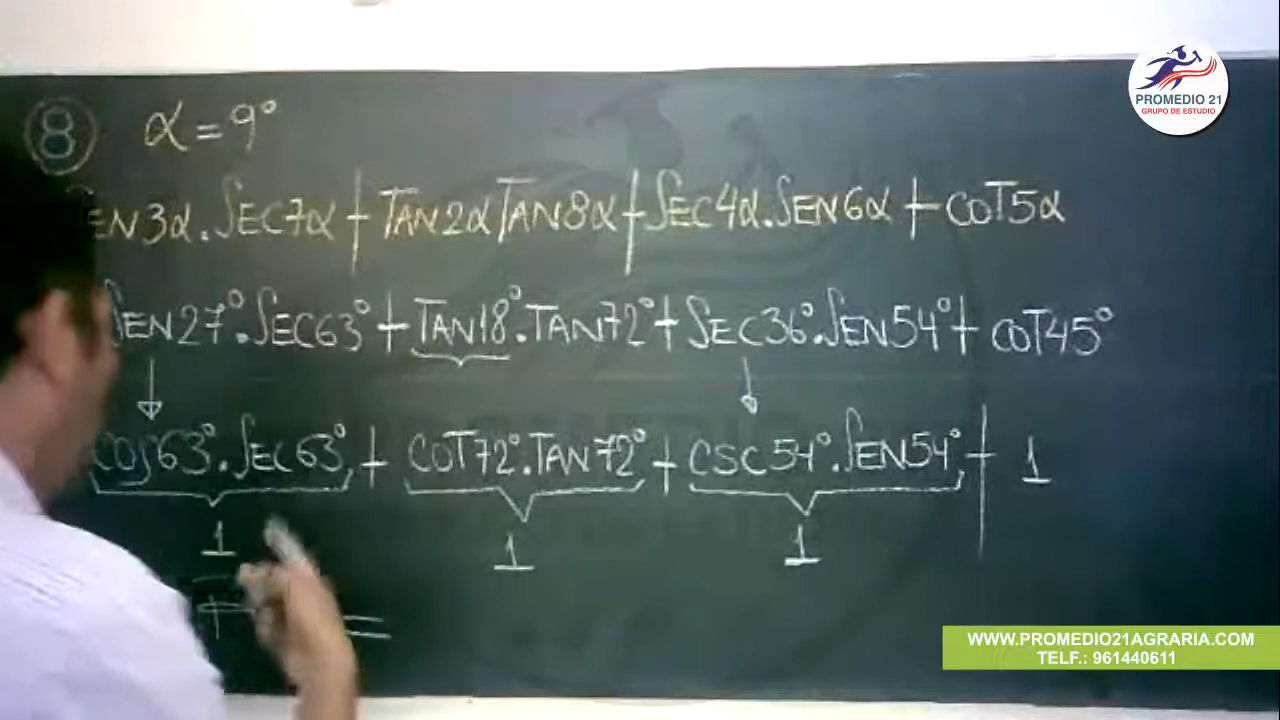 8 α = 9°
EN3α.SEC7α + TAN2α TAN8α + SEC4α.SEN6α + COT5α
SEN27°.SEC63° + TAN18°.TAN72° + SEC36°.SEN54° + COT45°
COS63°.SEC63° + COT72°.TAN72° + CSC54°.SEN54° + 1
1 1 1
=
PROMEDIO 21
GRUPO DE ESTUDIO
WWW.PROMEDIO21AGRARIA.COM
TELF.: 961440611